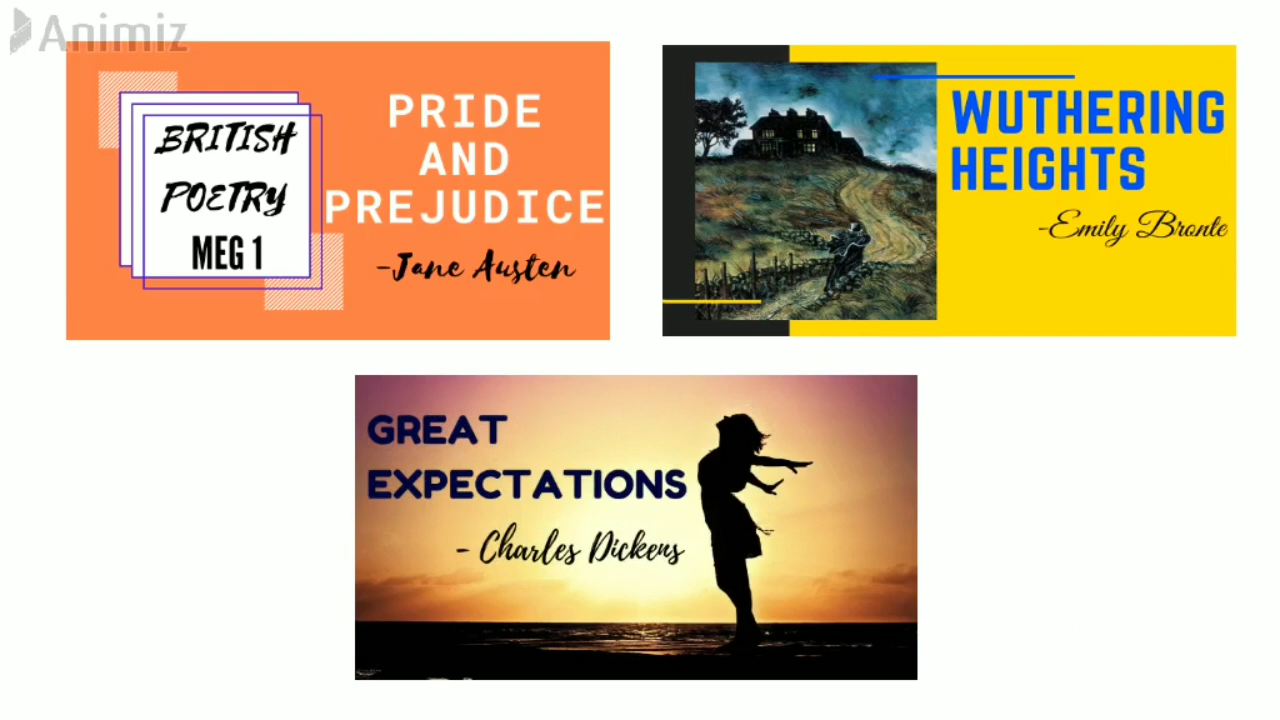 Animiz
BRITISH
POETRY
MEG 1
PRIDE
AND
PREJUDICE
-Jane Austen
WUTHERING
HEIGHTS
-Emily Bronte
GREAT
EXPECTATIONS
- Charles Dickens